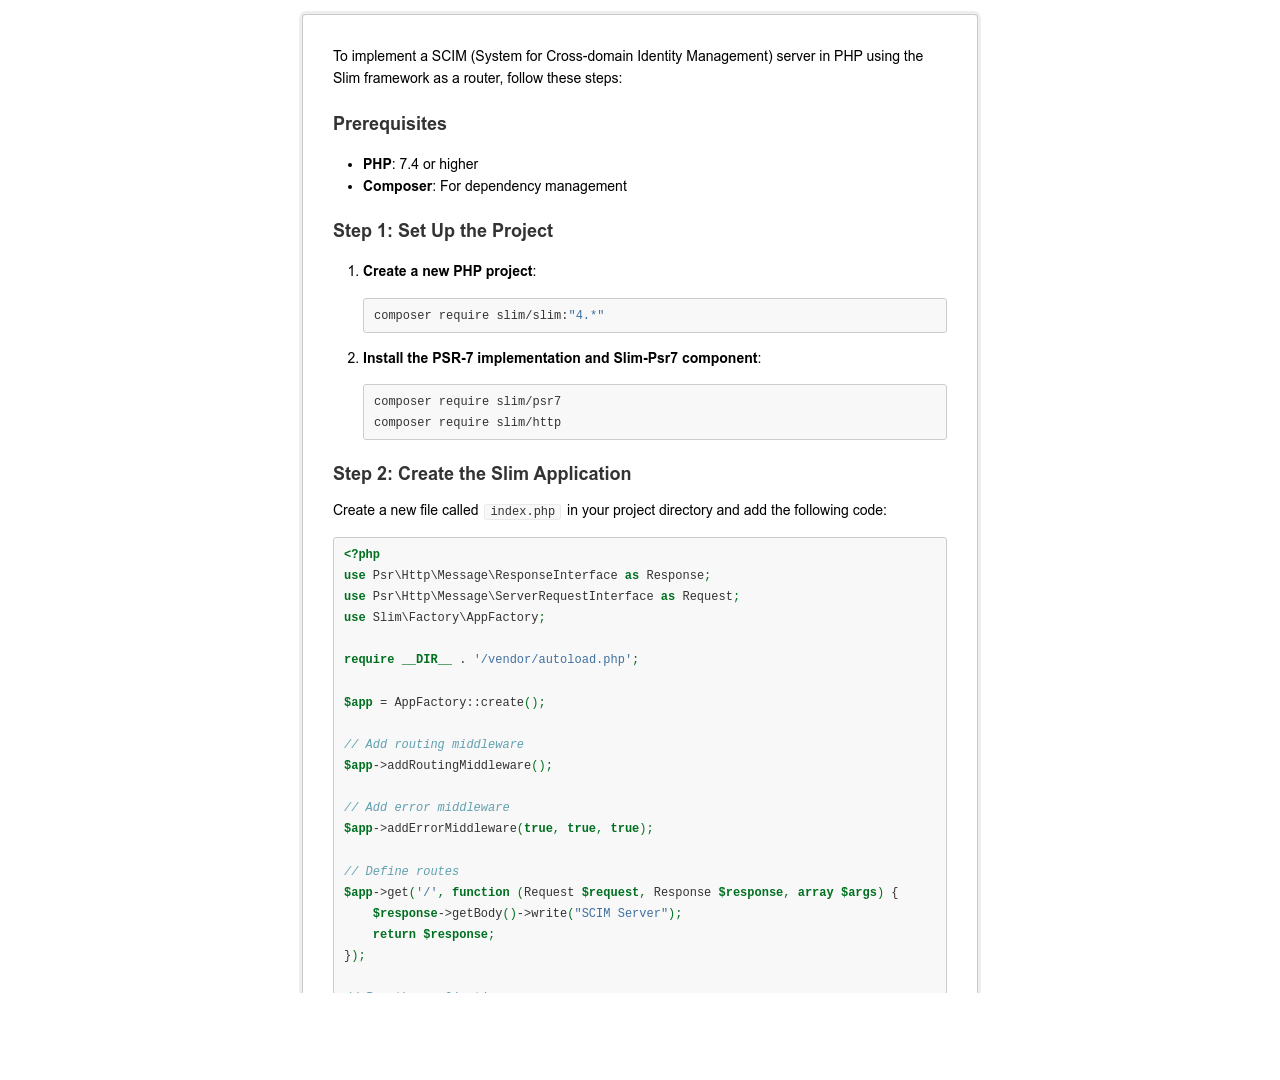 To implement a SCIM (System for Cross-domain Identity Management) server in PHP using the
Slim framework as a router, follow these steps:
Prerequisites
• PHP: 7.4 or higher
• Composer: For dependency management
Step 1: Set Up the Project
1. Create a new PHP project:
composer require slim/slim:"4.*"
2. Install the PSR-7 implementation and Slim-Psr7 component:
composer require slim/psr7
composer require slim/http
Step 2: Create the Slim Application
Create a new file called index.php in your project directory and add the following code:
<?php
use Psr\Http\Message\ResponseInterface as Response;
use Psr\Http\Message\ServerRequestInterface as Request;
use Slim\Factory\AppFactory;
require __DIR__ . '/vendor/autoload.php';
$app = AppFactory::create();
// Add routing middleware
$app->addRoutingMiddleware();
// Add error middleware
$app->addErrorMiddleware(true, true, true);
// Define routes
$app->get('/', function (Request $request, Response $response, array $args) {
    $response->getBody()->write("SCIM Server");
    return $response;
});